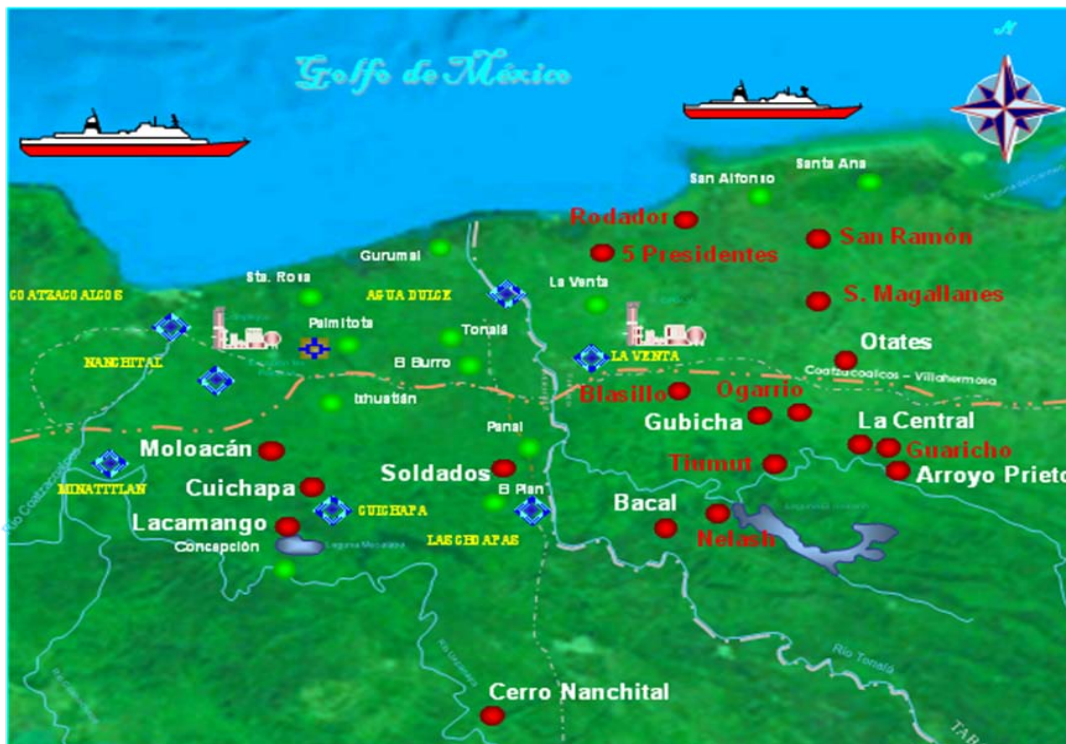 N
Golfo de México
Santa Ana
San Alfonso
Rodador
San Ramón
5 Presidentes
Gurumal
Sta. Rosa
La Venta
AGUA DULCE
COATZACOALCOS
S. Magallanes
Palmitota
Tonalá
Otates
NANCHITAL
El Burro
LA VENTA
Coatzacoalcos – Villahermosa
Blasillo
Ogarrio
Ixhuatlán
Gubicha
La Central
Panal
Moloacán
Guaricho
Soldados
Tiumut
Arroyo Prieto
MINATITLAN
Cuichapa
El Plan
Bacal
CUICHAPA
Lacamango
Río Coatzacoalcos
Nelash
LAS CHOAPAS
Concepción
Río Tonalá
Cerro Nanchital
TAB